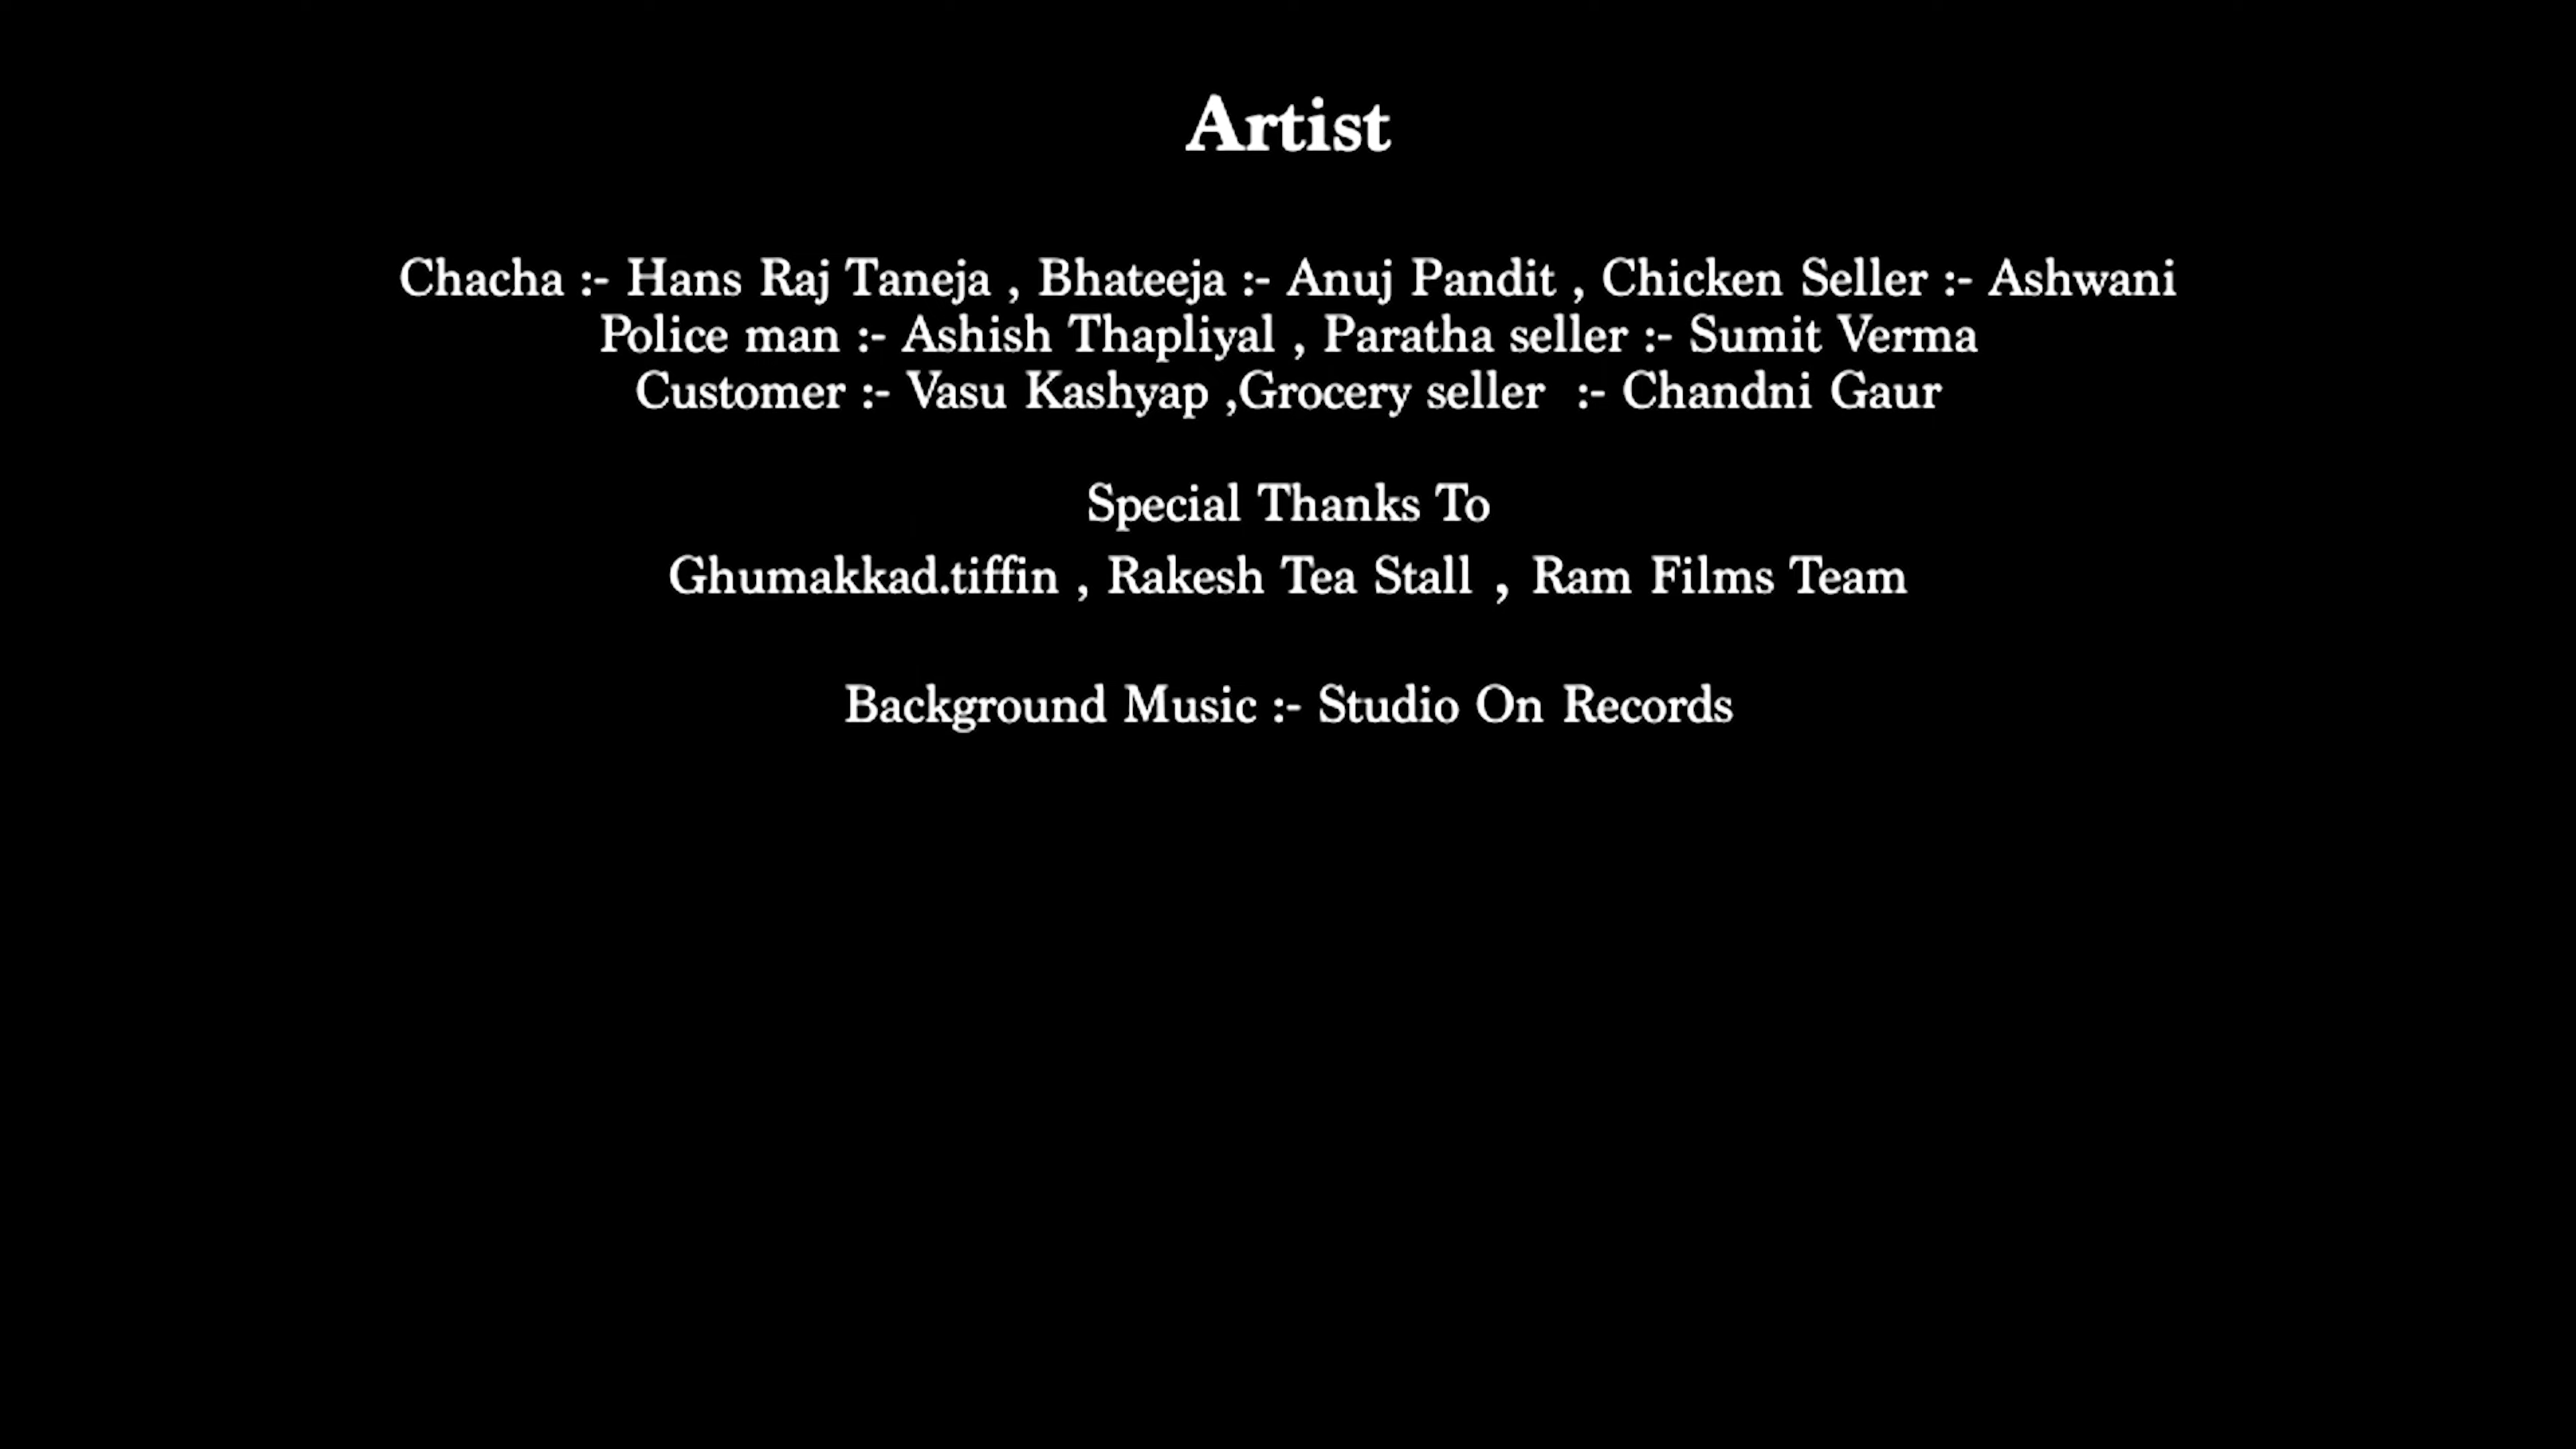 Artist
Chacha :- Hans Raj Taneja , Bhateeja :- Anuj Pandit , Chicken Seller :- Ashwani
Police man :- Ashish Thapliyal , Paratha seller :- Sumit Verma
Customer :- Vasu Kashyap ,Grocery seller  :- Chandni Gaur
Special Thanks To
Ghumakkad.tiffin , Rakesh Tea Stall , Ram Films Team
Background Music :- Studio On Records